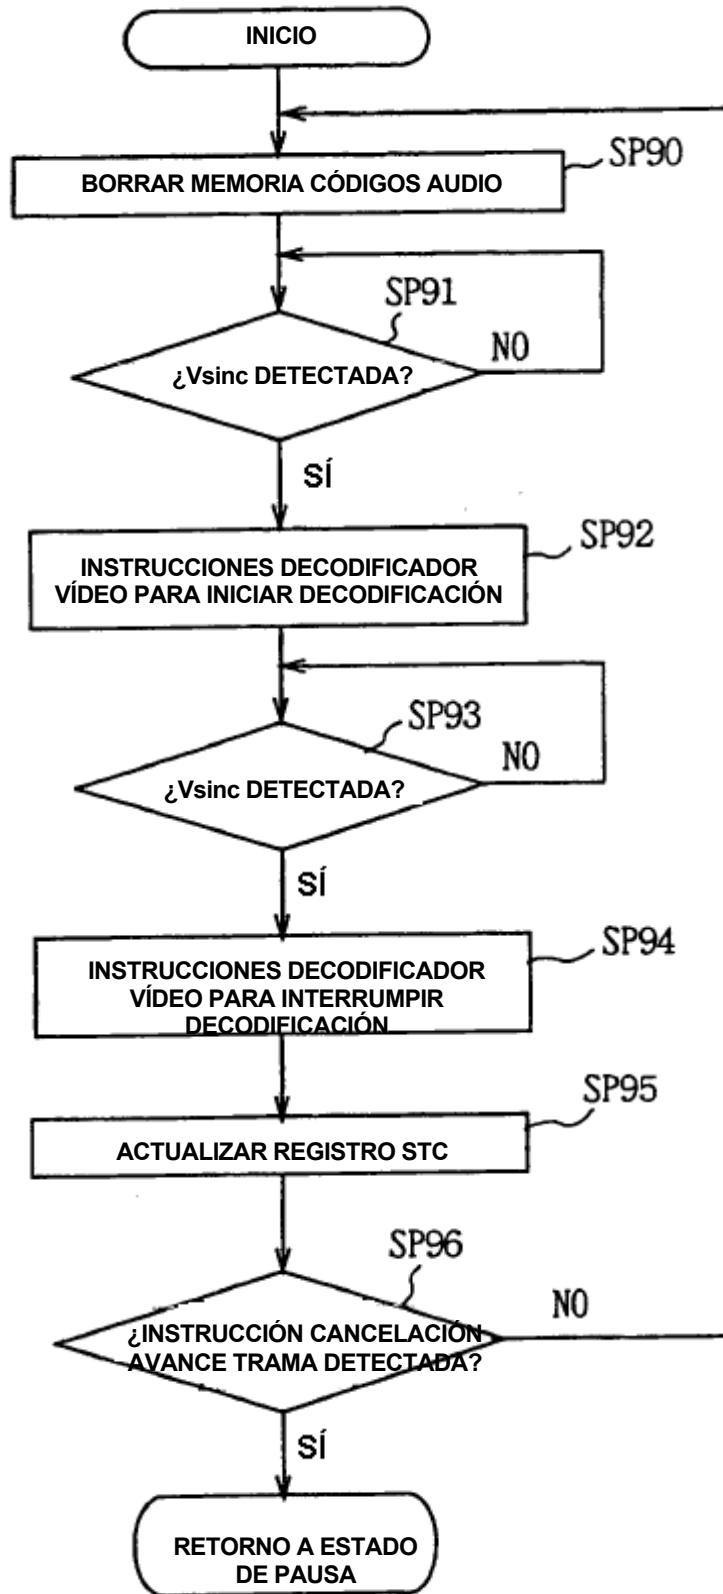 INICIO
SP90
BORRAR MEMORIA CÓDIGOS AUDIO
SP91
NO
¿Vsinc DETECTADA?
SÍ
SP92
INSTRUCCIONES DECODIFICADOR
VÍDEO PARA INICIAR DECODIFICACIÓN
SP93
NO
¿Vsinc DETECTADA?
SÍ
SP94
INSTRUCCIONES DECODIFICADOR
VÍDEO PARA INTERRUMPIR
DECODIFICACIÓN
SP95
ACTUALIZAR REGISTRO STC
SP96
NO
¿INSTRUCCIÓN CANCELACIÓN
AVANCE TRAMA DETECTADA?
SÍ
RETORNO A ESTADO
DE PAUSA